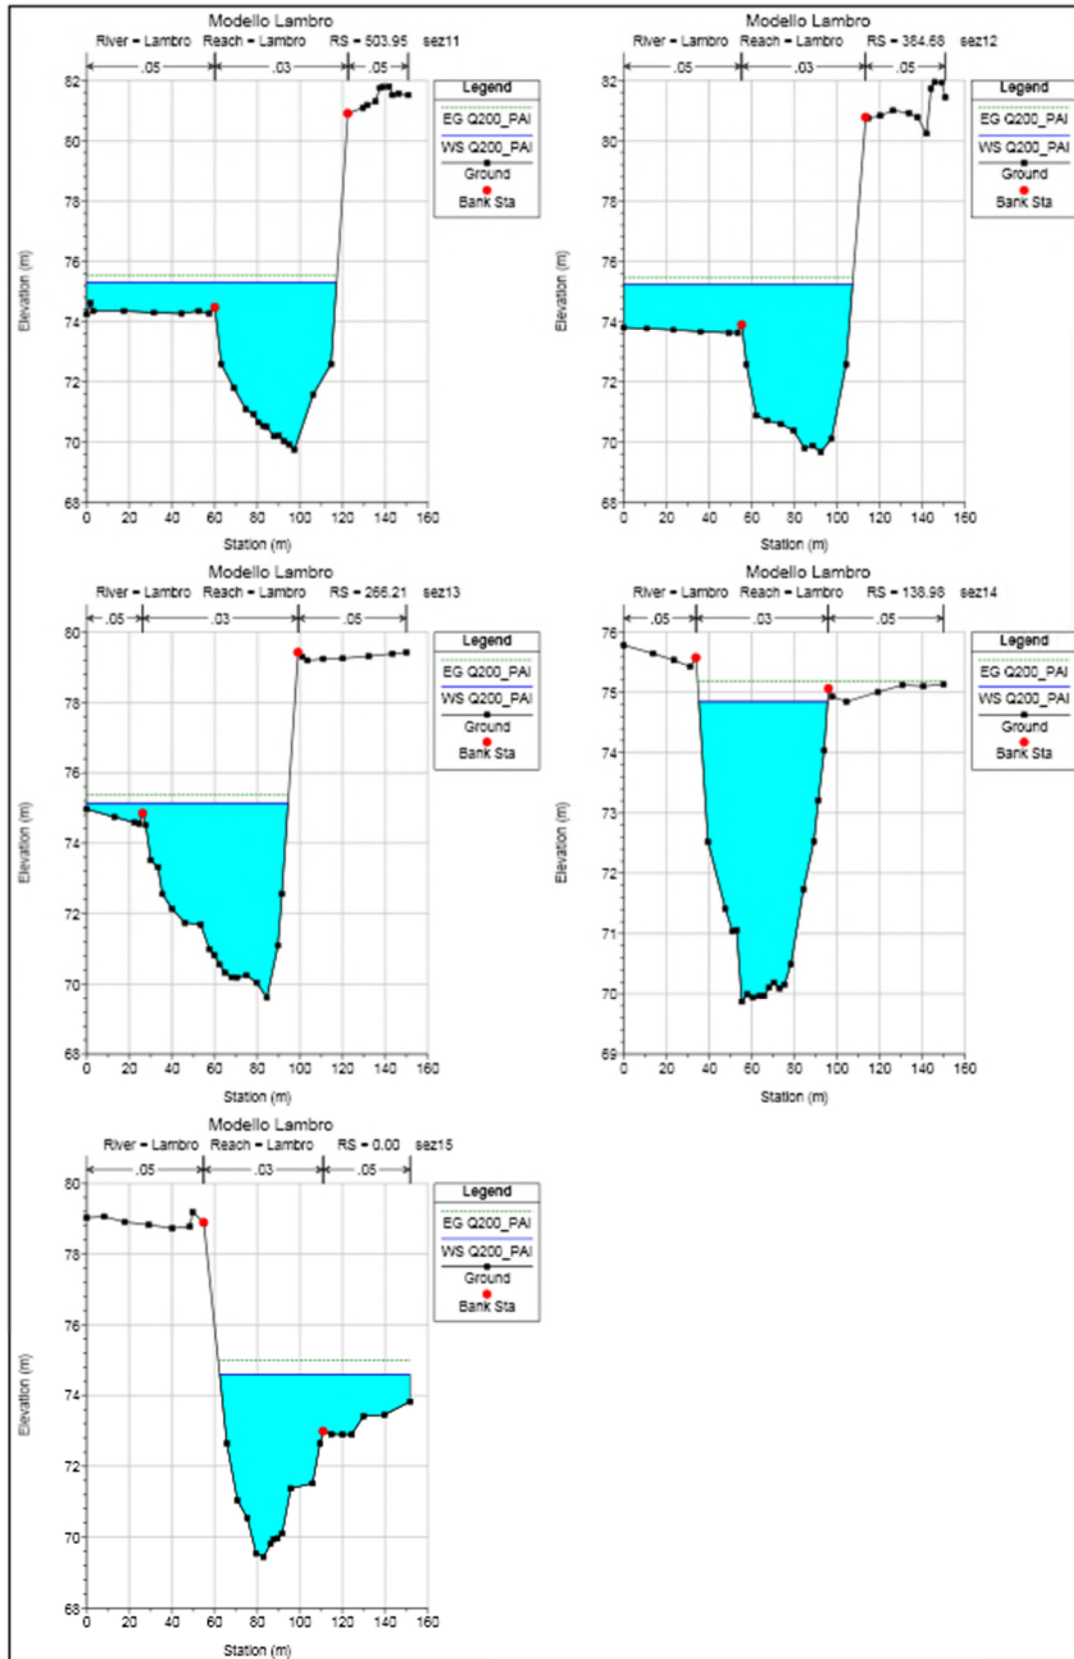 Modello Lambro
River = Lambro Reach = Lambro RS = 503.95 sez11
.05 .03 .05
82
80
78
76
74
72
70
68
Elevation (m)
0 20 40 60 80 100 120 140 160
Station (m)
Legend
EG Q200_PAI
WS Q200_PAI
Ground
Bank Sta
Modello Lambro
River = Lambro Reach = Lambro RS = 384.68 sez12
.05 .03 .05
82
80
78
76
74
72
70
68
Elevation (m)
0 20 40 60 80 100 120 140 160
Station (m)
Legend
EG Q200_PAI
WS Q200_PAI
Ground
Bank Sta
Modello Lambro
River = Lambro Reach = Lambro RS = 266.21 sez13
.05 .03 .05
80
78
76
74
72
70
68
Elevation (m)
0 20 40 60 80 100 120 140 160
Station (m)
Legend
EG Q200_PAI
WS Q200_PAI
Ground
Bank Sta
Modello Lambro
River = Lambro Reach = Lambro RS = 138.98 sez14
.05 .03 .05
76
75
74
73
72
71
70
69
Elevation (m)
0 20 40 60 80 100 120 140 160
Station (m)
Legend
EG Q200_PAI
WS Q200_PAI
Ground
Bank Sta
Modello Lambro
River = Lambro Reach = Lambro RS = 0.00 sez15
.05 .03 .05
80
78
76
74
72
70
68
Elevation (m)
0 20 40 60 80 100 120 140 160
Station (m)
Legend
EG Q200_PAI
WS Q200_PAI
Ground
Bank Sta